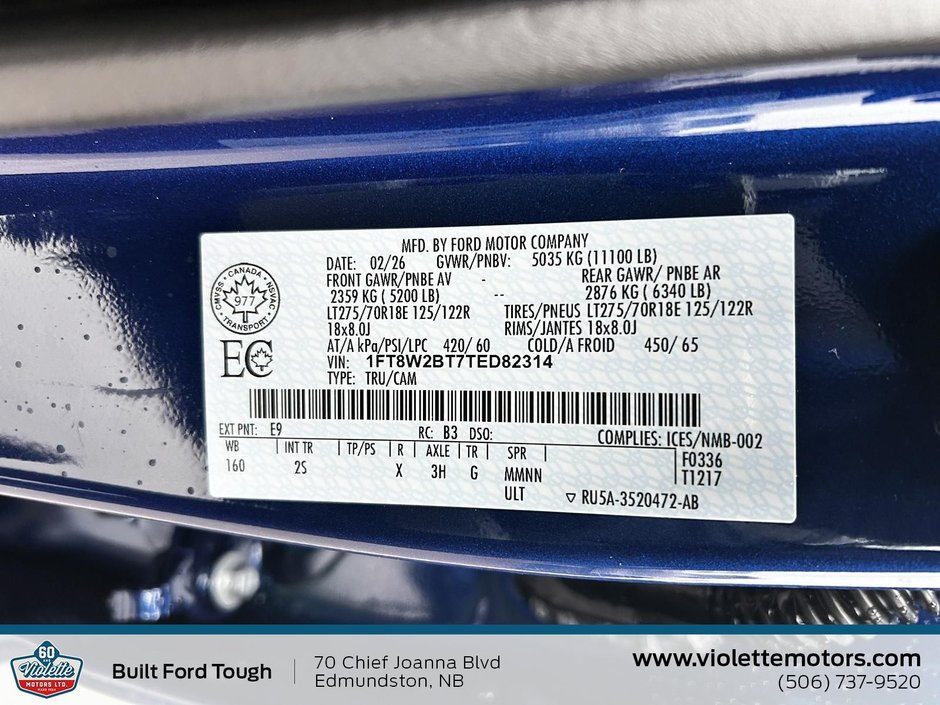 MFD. BY FORD MOTOR COMPANY
DATE: 02/26 GVWR/PNBV: 5035 KG (11100 LB)
FRONT GAWR/PNBE AV - REAR GAWR/ PNBE AR
2359 KG ( 5200 LB) -- 2876 KG ( 6340 LB)
LT275/70R18E 125/122R TIRES/PNEUS LT275/70R18E 125/122R
18x8.0J RIMS/JANTES 18x8.0J
AT/A kPa/PSI/LPC 420/ 60 COLD/A FROID 450/ 65
VIN: 1FT8W2BT7TED82314
TYPE: TRU/CAM
CANADA
CMVSS NSVAC
977
TRANSPORT
EC
EXT PNT: E9 RC: B3 DSO:
COMPLIES: ICES/NMB-002
WB INT TR TP/PS R AXLE TR SPR F0336
160 2S X 3H G MMNN T1217
ULT RU5A-3520472-AB
60
Violette
MOTORS LTD.
Built Ford Tough
70 Chief Joanna Blvd
Edmundston, NB
www.violettemotors.com
(506) 737-9520